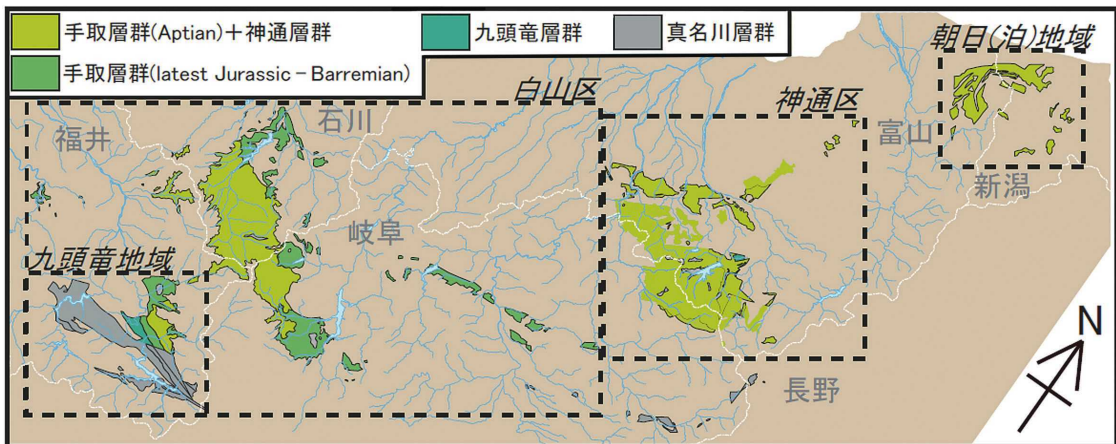 手取層群(Aptian)＋神通層群
九頭竜層群
真名川層群
手取層群(latest Jurassic－Barremian)
朝日(泊)地域
白山区
神通区
福井
石川
富山
新潟
岐阜
九頭竜地域
長野
N